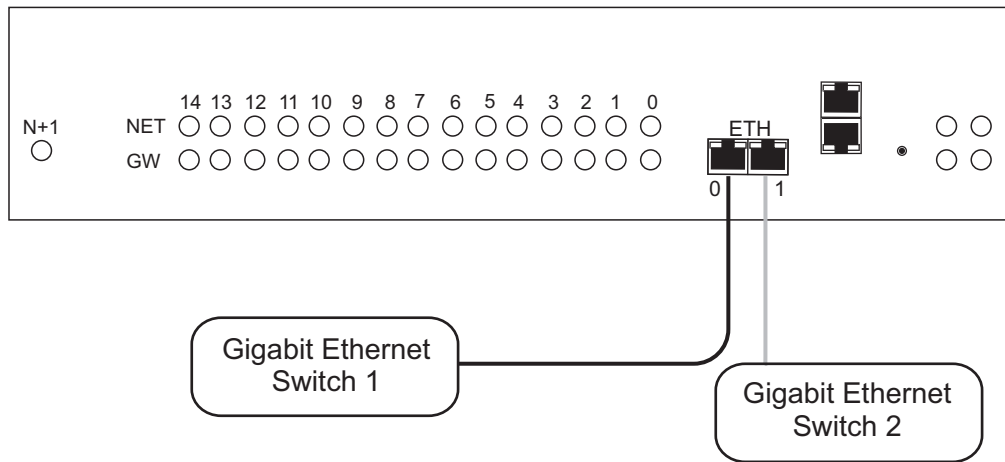 14 13 12 11 10 9 8 7 6 5 4 3 2 1 0
N+1
NET
ETH
GW
0 1
Gigabit Ethernet
Switch 1
Gigabit Ethernet
Switch 2